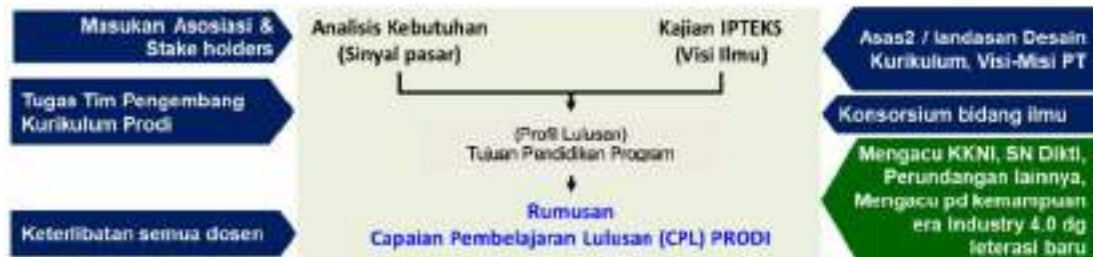 Masukan Asosiasi &
Stake holders
Tugas Tim Pengembang
Kurikulum Prodi
Keterlibatan semua dosen
Analisis Kebutuhan
(Sinyal pasar)
Kajian IPTEKS
(Visi Ilmu)
(Profil Lulusan)
Tujuan Pendidikan Program
Rumusan
Capaian Pembelajaran Lulusan (CPL) PRODI
Asas2 / landasan Desain
Kurikulum, Visi-Misi PT
Konsorsium bidang ilmu
Mengacu KKNI, SN Dikti,
Perundangan lainnya,
Mengacu pd kemampuan
era Industry 4.0 dg
leterasi baru